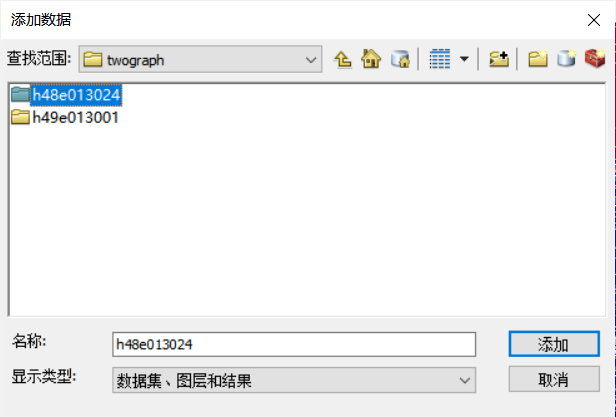 添加数据
查找范围: twograph
h48e013024
h49e013001
名称: h48e013024 添加
显示类型: 数据集、图层和结果 取消